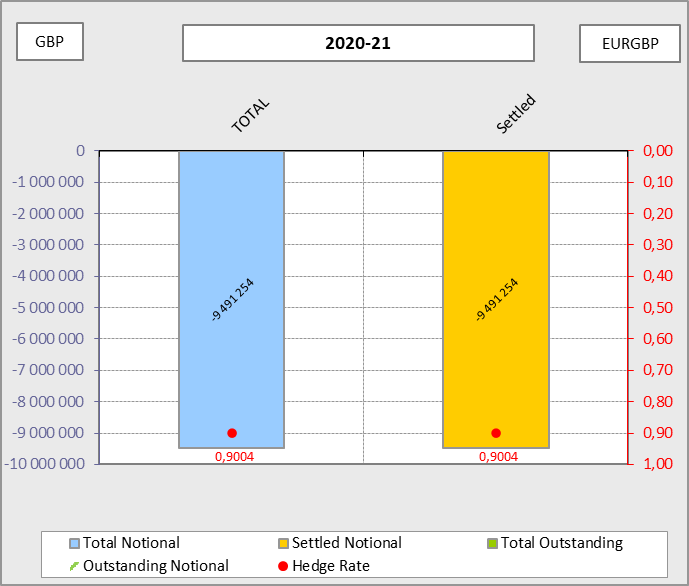 GBP
2020-21
EURGBP
TOTAL
Settled
0
0,00
-1 000 000
0,10
-2 000 000
0,20
-3 000 000
0,30
-4 000 000
0,40
-5 000 000
0,50
-6 000 000
0,60
-7 000 000
0,70
-8 000 000
0,80
-9 000 000
0,90
-10 000 000
1,00
-9 491 254
-9 491 254
0,9004
0,9004
Total Notional
Settled Notional
Total Outstanding
Outstanding Notional
Hedge Rate